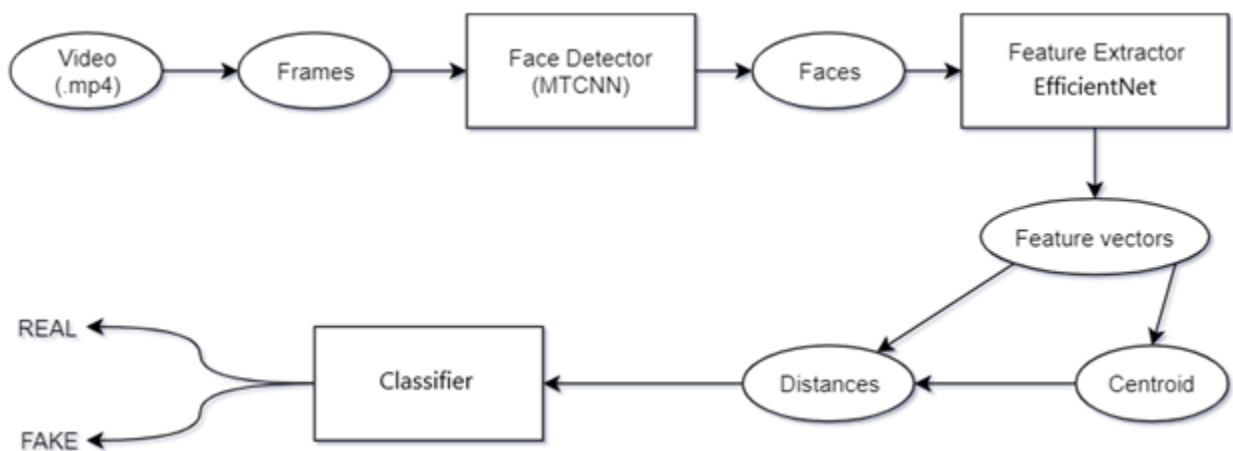 Video
(.mp4)
Frames
Face Detector
(MTCNN)
Faces
Feature Extractor
EfficientNet
Feature vectors
REAL
Classifier
Distances
Centroid
FAKE